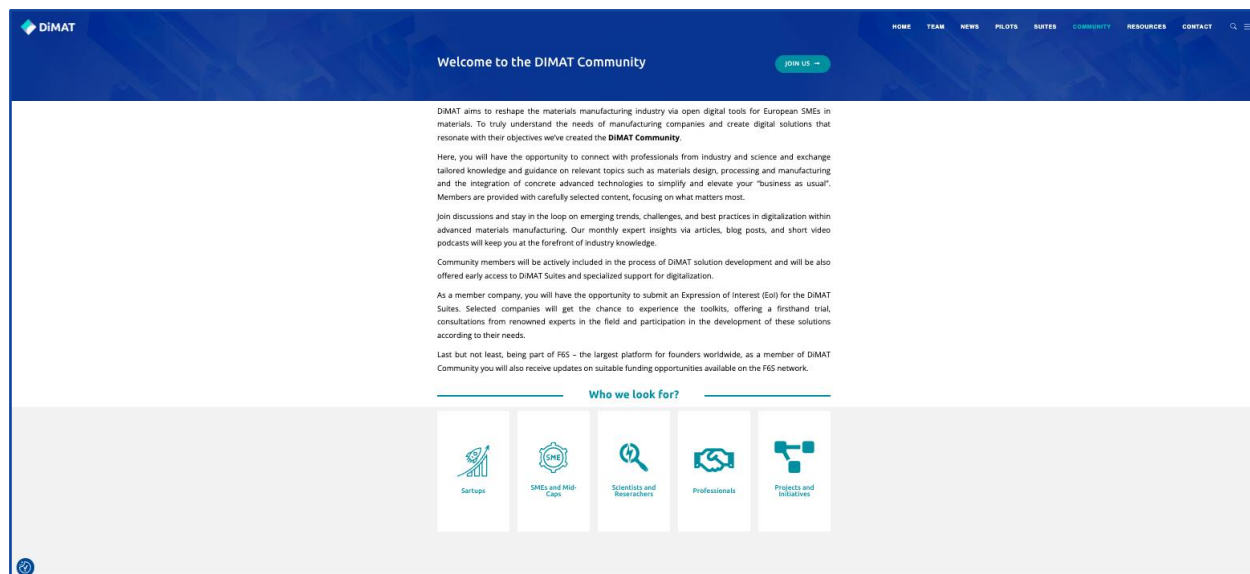 DiMAT
HOME TEAM NEWS PILOTS SUITES COMMUNITY RESOURCES CONTACT
Welcome to the DIMAT Community
JOIN US →
DiMAT aims to reshape the materials manufacturing industry via open digital tools for European SMEs in
materials. To truly understand the needs of manufacturing companies and create digital solutions that
resonate with their objectives we've created the DiMAT Community.
Here, you will have the opportunity to connect with professionals from industry and science and exchange
tailored knowledge and guidance on relevant topics such as materials design, processing and manufacturing
and the integration of concrete advanced technologies to simplify and elevate your "business as usual".
Members are provided with carefully selected content, focusing on what matters most.
Join discussions and stay in the loop on emerging trends, challenges, and best practices in digitalization within
advanced materials manufacturing. Our monthly expert insights via articles, blog posts, and short video
podcasts will keep you at the forefront of industry knowledge.
Community members will be actively included in the process of DiMAT solution development and will be also
offered early access to DiMAT Suites and specialized support for digitalization.
As a member company, you will have the opportunity to submit an Expression of Interest (EoI) for the DiMAT
Suites. Selected companies will get the chance to experience the toolkits, offering a firsthand trial,
consultations from renowned experts in the field and participation in the development of these solutions
according to their needs.
Last but not least, being part of F6S – the largest platform for founders worldwide, as a member of DiMAT
Community you will also receive updates on suitable funding opportunities available on the F6S network.
Who we look for?
SME
Sartups
SMEs and Mid-
Caps
Scientists and
Reserachers
Professionals
Projects and
Initiatives